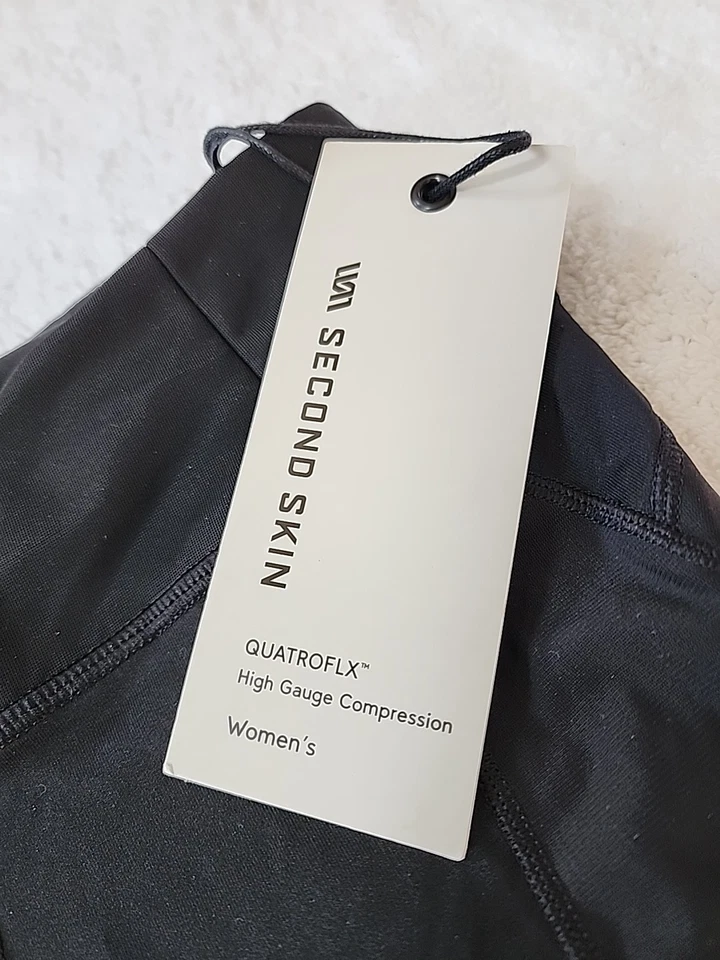 SECOND SKIN
QUATROFLX™
High Gauge Compression
Women's